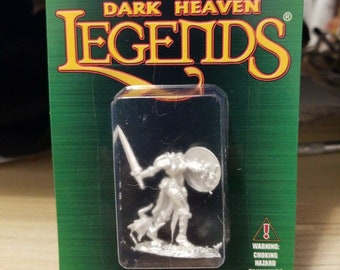 DARK HEAVEN
LEGENDS®
WARNING:
CHOKING
HAZARD